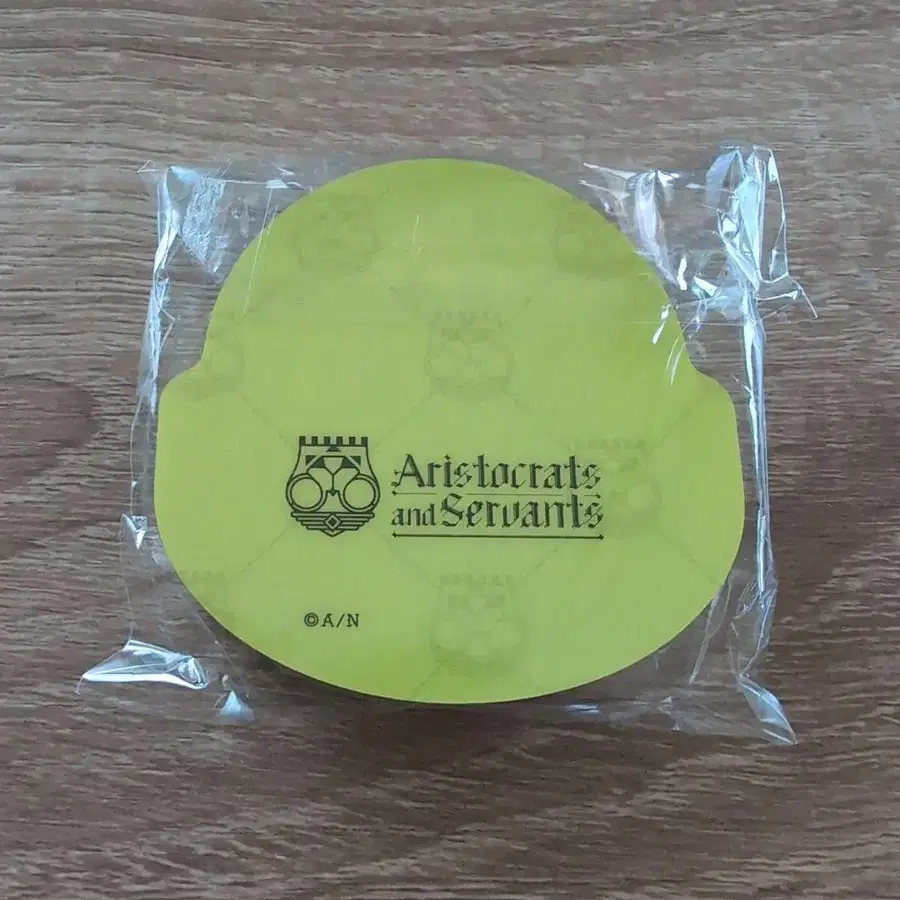 Aristocrats
and Servants
©A/N